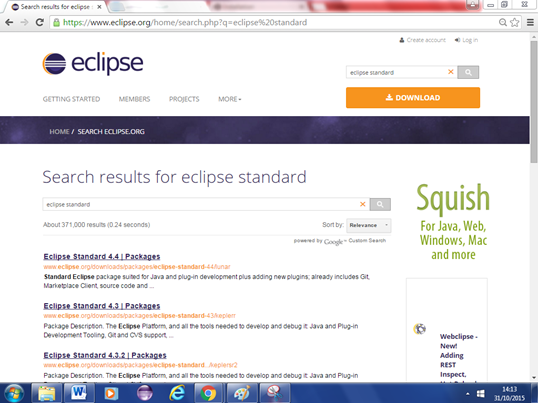 Search results for eclipse
https://www.eclipse.org/home/search.php?q=eclipse%20standard
Create account
Log in
eclipse
eclipse standard
GETTING STARTED
MEMBERS
PROJECTS
MORE
DOWNLOAD
HOME / SEARCH ECLIPSE.ORG
Search results for eclipse standard
eclipse standard
About 371,000 results (0.24 seconds)
Sort by:
Relevance
powered by Google™ Custom Search
Eclipse Standard 4.4 | Packages
www.eclipse.org/downloads/packages/eclipse-standard-44/lunar
Standard Eclipse package suited for Java and plug-in development plus adding new plugins; already includes Git,
Marketplace Client, source code and ...
Eclipse Standard 4.3 | Packages
www.eclipse.org/downloads/packages/eclipse-standard-43/keplerr
Package Description. The Eclipse Platform, and all the tools needed to develop and debug it: Java and Plug-in
Development Tooling, Git and CVS support, ...
Eclipse Standard 4.3.2 | Packages
www.eclipse.org/downloads/packages/eclipse-standard.../keplersr2
Package Description. The Eclipse Platform, and all the tools needed to develop and debug it: Java and Plug-in
Squish
For Java, Web,
Windows, Mac
and more
Webclipse -
New!
Adding
REST
Inspect,
14:13
31/10/2015